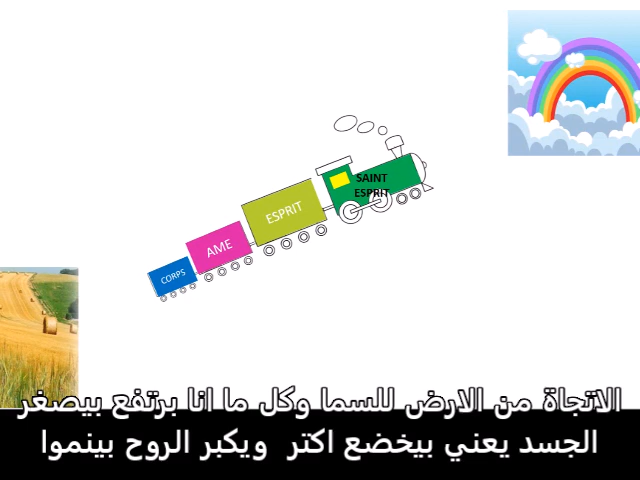 SAINT
ESPRIT
ESPRIT
AME
CORPS
الاتجاة من الارض للسما وكل ما انا برتفع بيصغر
الجسد يعني بيخضع اكتر ويكبر الروح بينموا